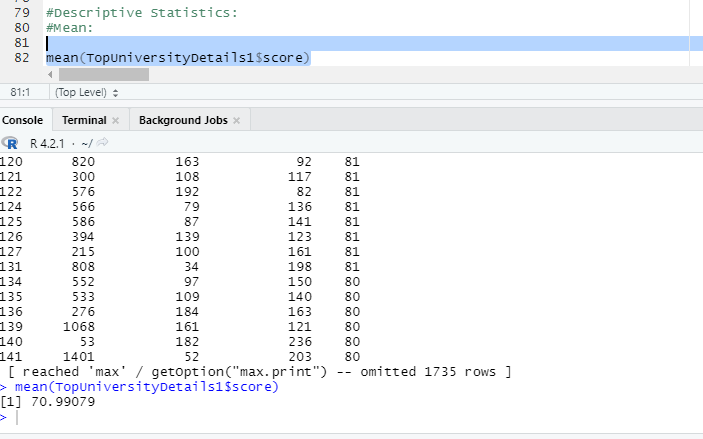 79 #Descriptive Statistics:
80 #Mean:
81
82 mean(TopUniversityDetails1$score)
81:1 (Top Level)
Console Terminal Background Jobs
R R 4.2.1 · ~/
120 820 163 92 81
121 300 108 117 81
122 576 192 82 81
124 566 79 136 81
125 586 87 141 81
126 394 139 123 81
127 215 100 161 81
131 808 34 198 81
134 552 97 150 80
135 533 109 140 80
136 276 184 163 80
139 1068 161 121 80
140 53 182 236 80
141 1401 52 203 80
[ reached 'max' / getOption("max.print") -- omitted 1735 rows ]
> mean(TopUniversityDetails1$score)
[1] 70.99079
>